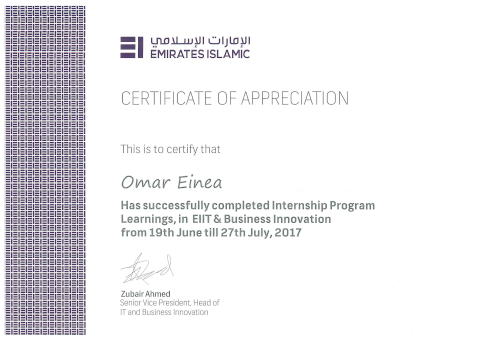 الإمارات الإسلامي
EMIRATES ISLAMIC
CERTIFICATE OF APPRECIATION
This is to certify that
Omar Einea
Has successfully completed Internship Program
Learnings, in EIIT & Business Innovation
from 19th June till 27th July, 2017
Zubair Ahmed
Senior Vice President, Head of
IT and Business Innovation